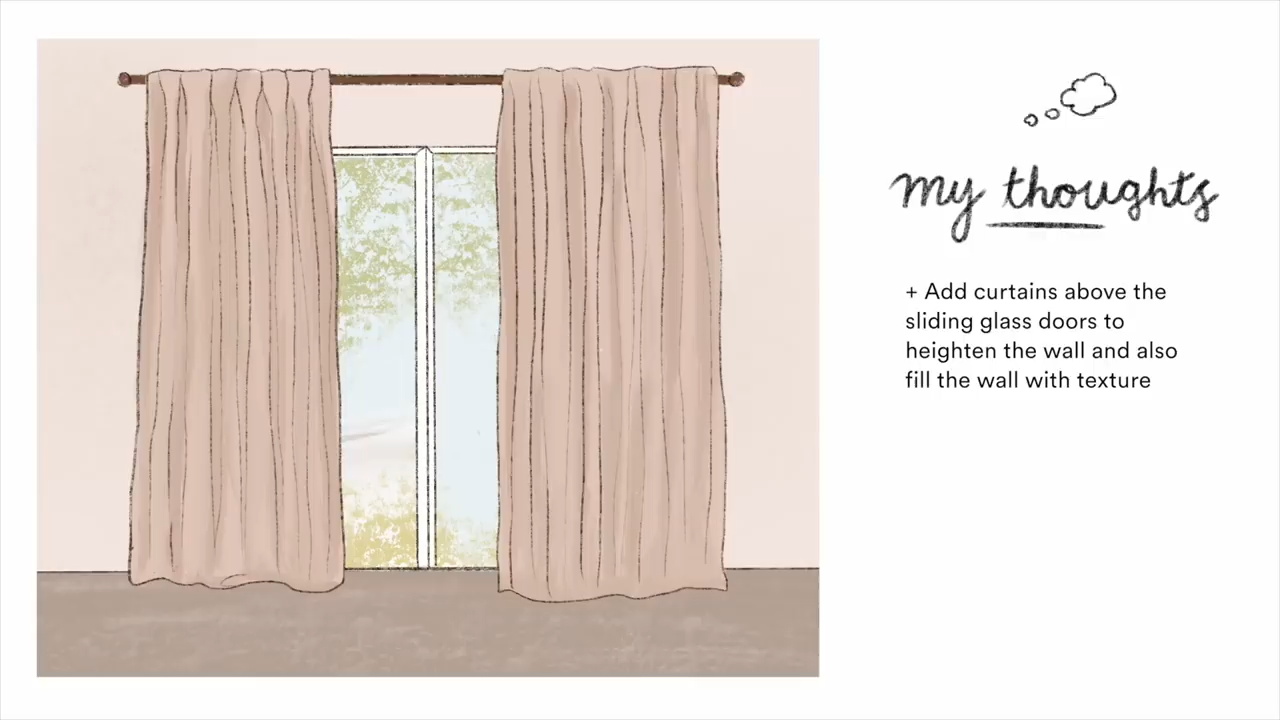 my thoughts
+ Add curtains above the
sliding glass doors to
heighten the wall and also
fill the wall with texture